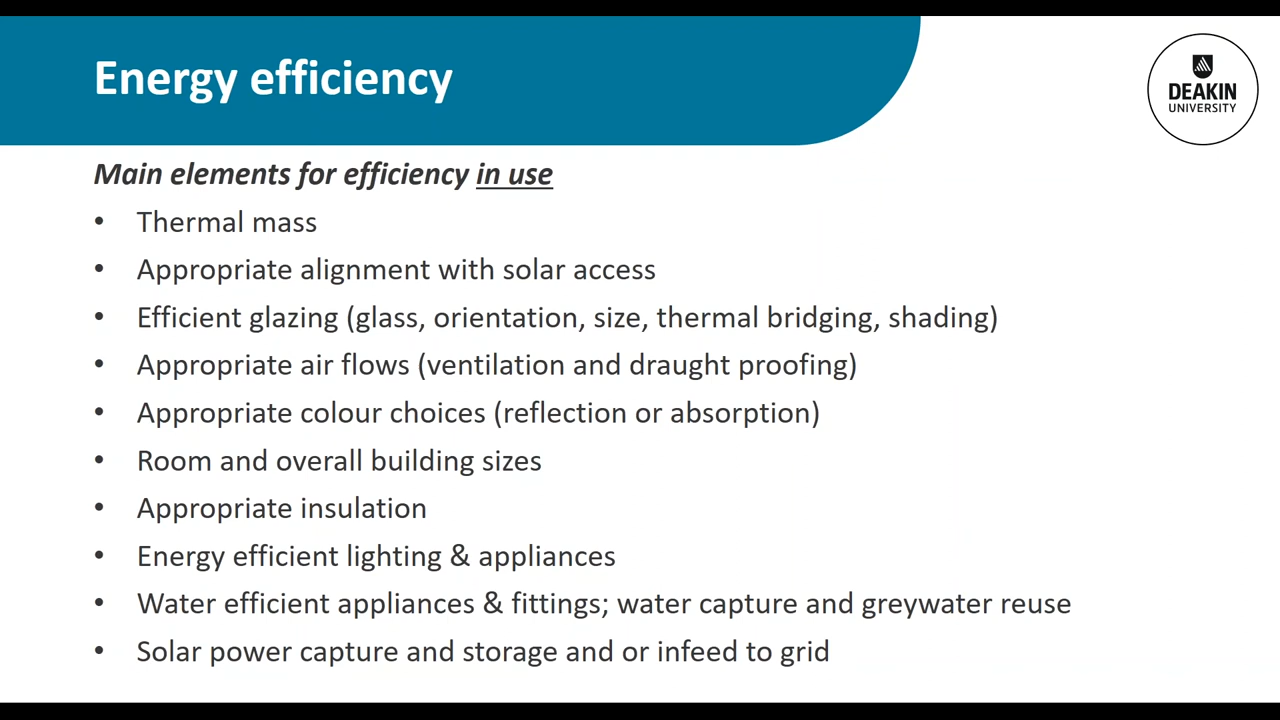 Energy efficiency
DEAKIN
UNIVERSITY
Main elements for efficiency in use
• Thermal mass
• Appropriate alignment with solar access
• Efficient glazing (glass, orientation, size, thermal bridging, shading)
• Appropriate air flows (ventilation and draught proofing)
• Appropriate colour choices (reflection or absorption)
• Room and overall building sizes
• Appropriate insulation
• Energy efficient lighting & appliances
• Water efficient appliances & fittings; water capture and greywater reuse
• Solar power capture and storage and or infeed to grid